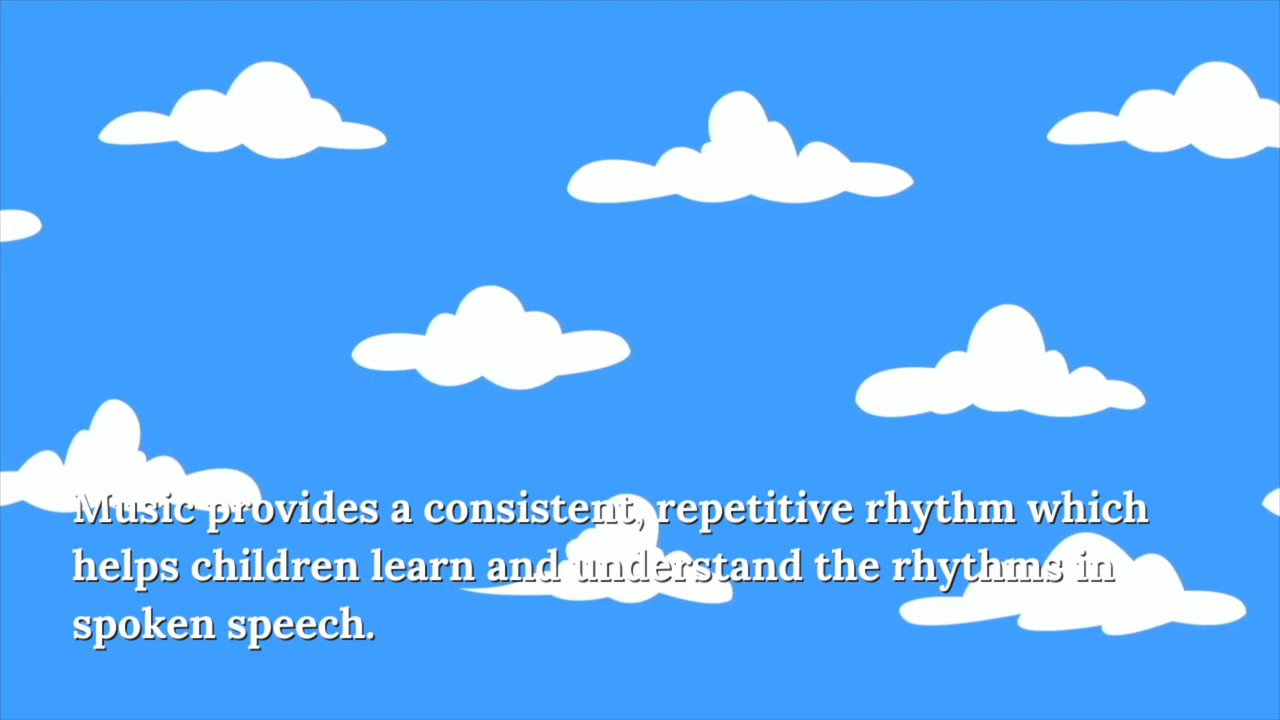 Music provides a consistent, repetitive rhythm which
helps children learn and understand the rhythms in
spoken speech.